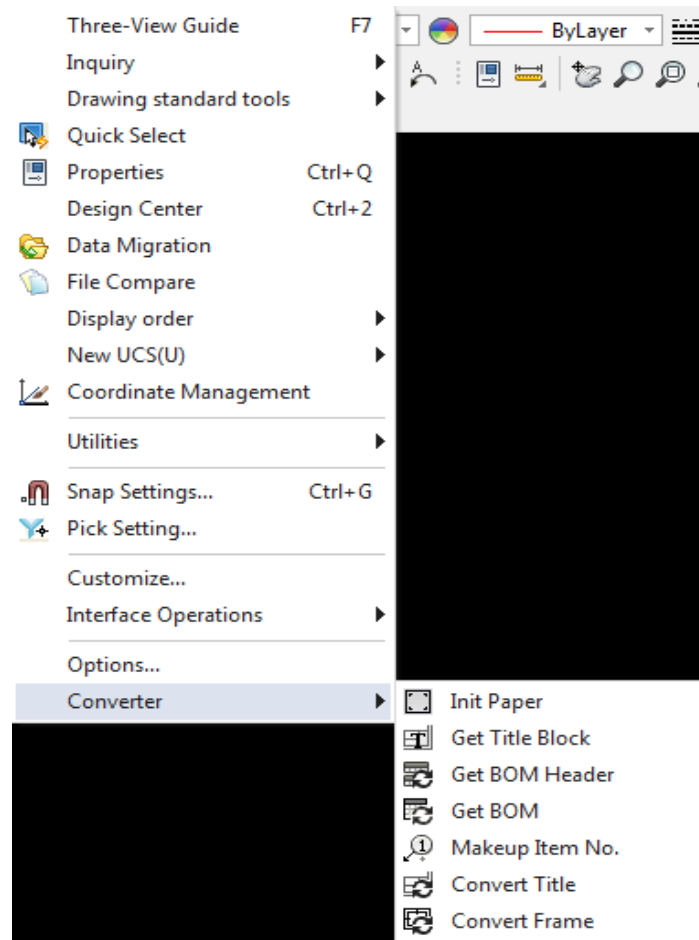 Three-View Guide F7
ByLayer
Inquiry
Drawing standard tools
Quick Select
Properties Ctrl+Q
Design Center Ctrl+2
Data Migration
File Compare
Display order
New UCS(U)
Coordinate Management
Utilities
Snap Settings... Ctrl+G
Pick Setting...
Customize...
Interface Operations
Options...
Converter
Init Paper
Get Title Block
Get BOM Header
Get BOM
Makeup Item No.
Convert Title
Convert Frame